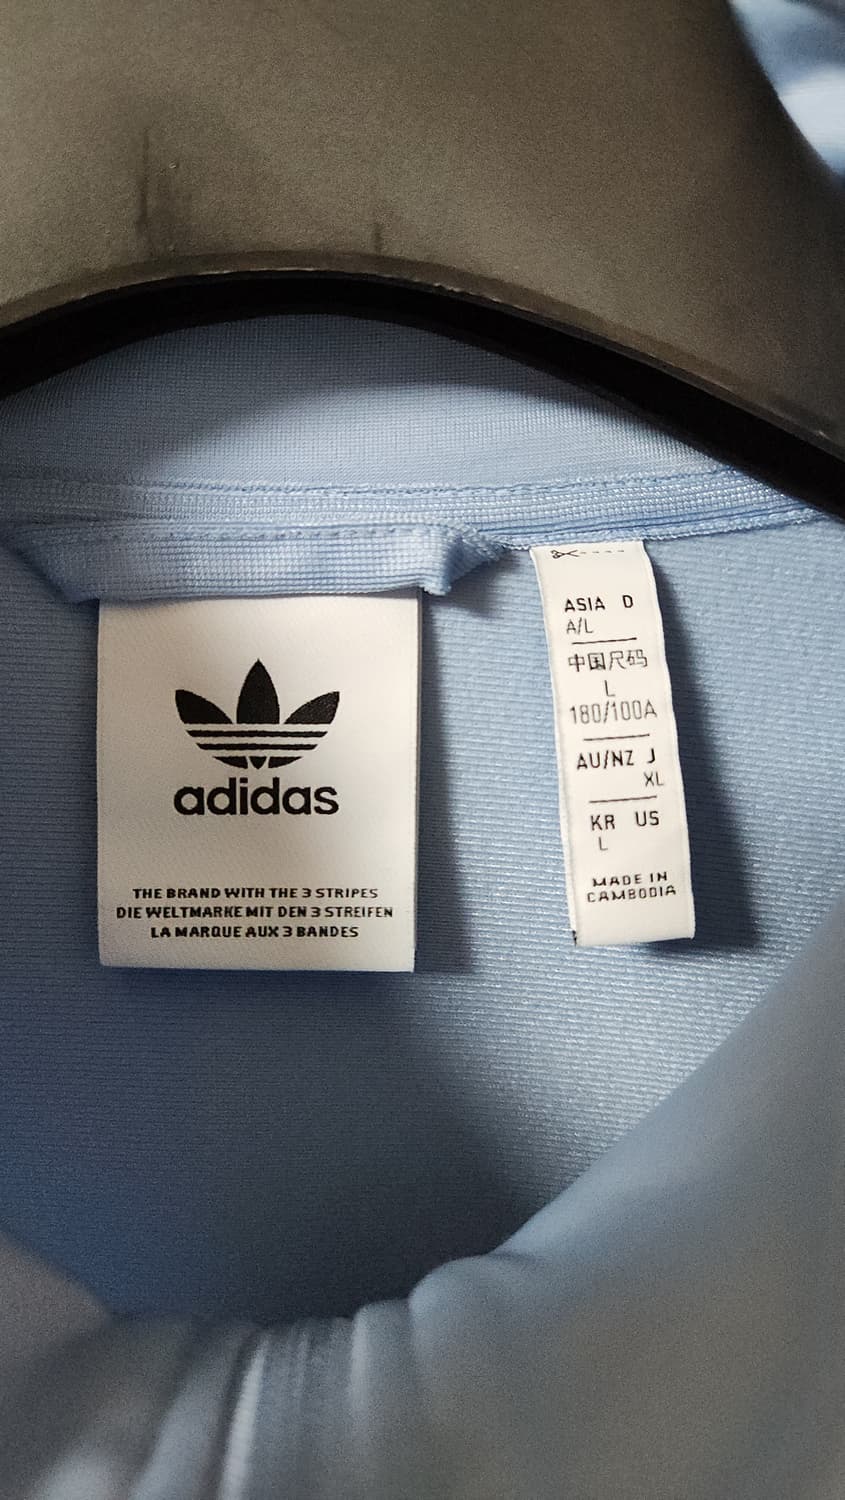 adidas
THE BRAND WITH THE 3 STRIPES
DIE WELTMARKE MIT DEN 3 STREIFEN
LA MARQUE AUX 3 BANDES
ASIA D
A/L
中国尺码
L
180/100A
AU/NZ J
XL
KR US
L
MADE IN
CAMBODIA